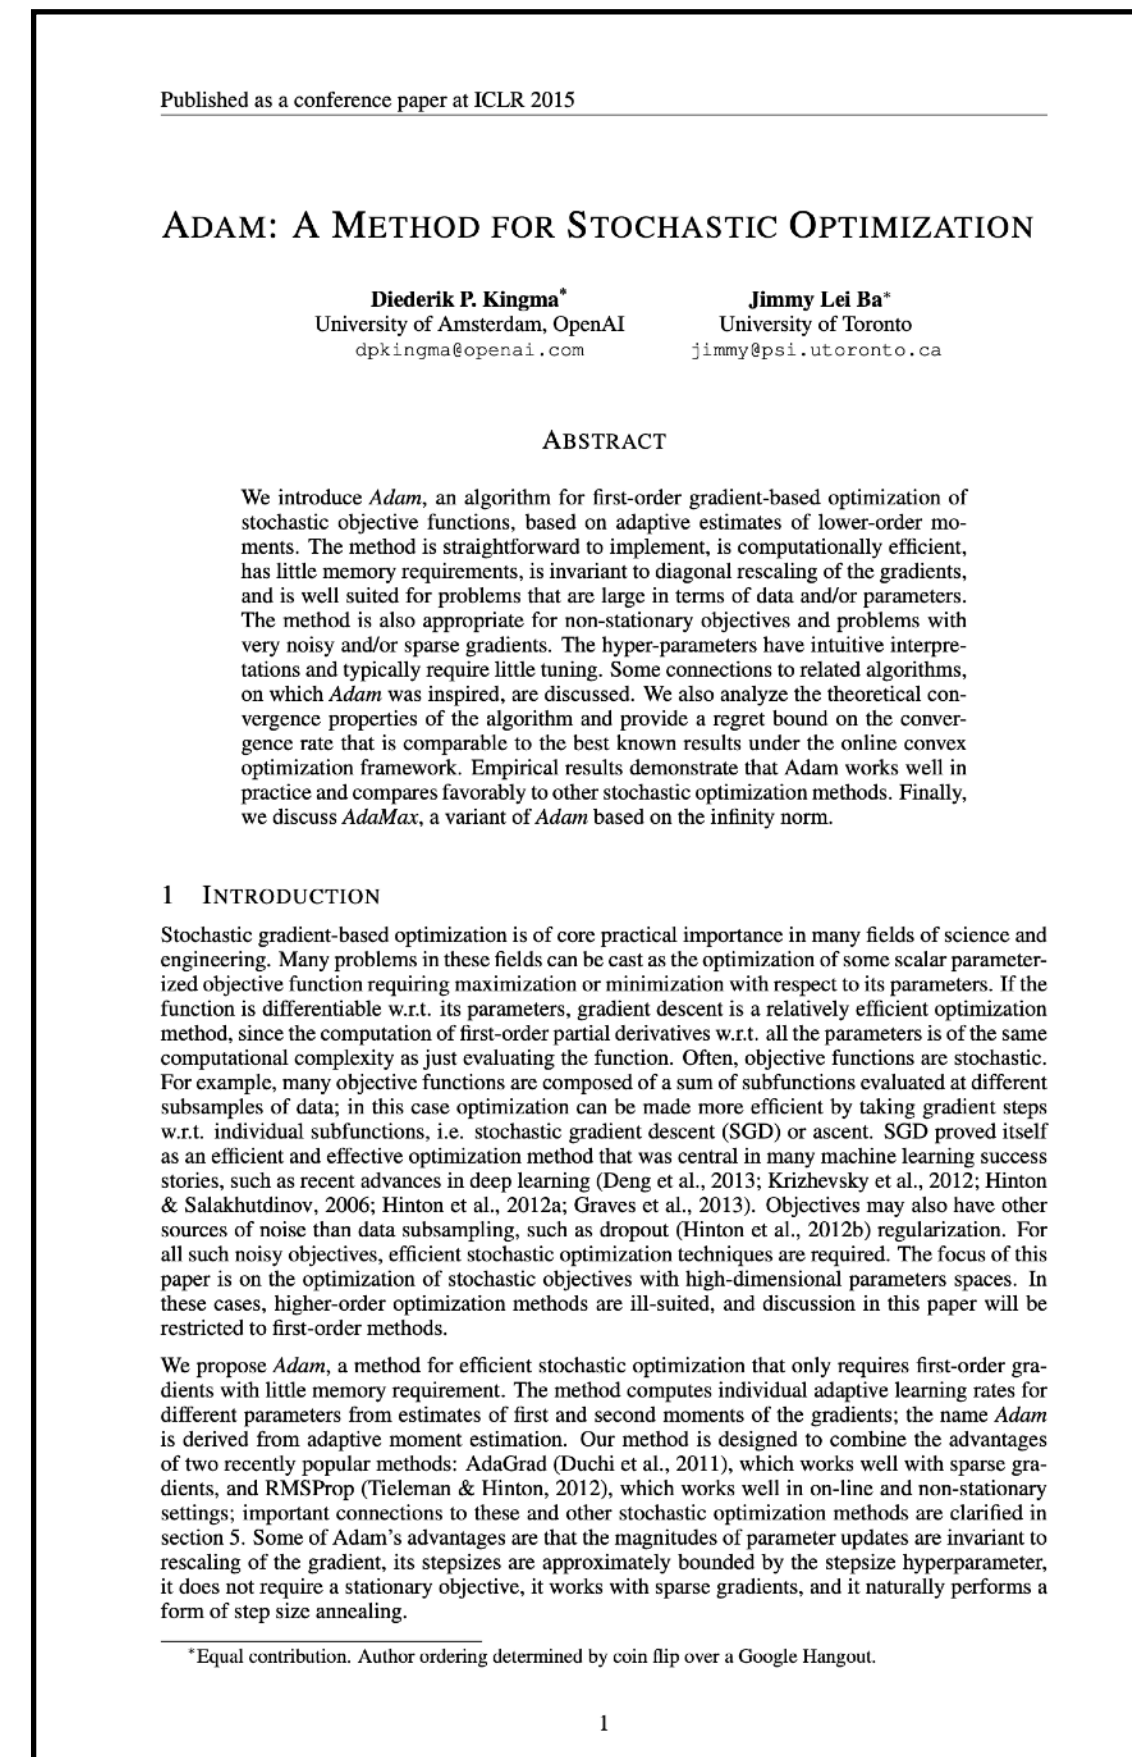 Published as a conference paper at ICLR 2015
ADAM: A METHOD FOR STOCHASTIC OPTIMIZATION
Diederik P. Kingma* Jimmy Lei Ba*
University of Amsterdam, OpenAI University of Toronto
dpkingma@openai.com jimmy@psi.utoronto.ca
ABSTRACT
We introduce Adam, an algorithm for first-order gradient-based optimization of
stochastic objective functions, based on adaptive estimates of lower-order mo-
ments. The method is straightforward to implement, is computationally efficient,
has little memory requirements, is invariant to diagonal rescaling of the gradients,
and is well suited for problems that are large in terms of data and/or parameters.
The method is also appropriate for non-stationary objectives and problems with
very noisy and/or sparse gradients. The hyper-parameters have intuitive interpre-
tations and typically require little tuning. Some connections to related algorithms,
on which Adam was inspired, are discussed. We also analyze the theoretical con-
vergence properties of the algorithm and provide a regret bound on the conver-
gence rate that is comparable to the best known results under the online convex
optimization framework. Empirical results demonstrate that Adam works well in
practice and compares favorably to other stochastic optimization methods. Finally,
we discuss AdaMax, a variant of Adam based on the infinity norm.
1 INTRODUCTION
Stochastic gradient-based optimization is of core practical importance in many fields of science and
engineering. Many problems in these fields can be cast as the optimization of some scalar parameter-
ized objective function requiring maximization or minimization with respect to its parameters. If the
function is differentiable w.r.t. its parameters, gradient descent is a relatively efficient optimization
method, since the computation of first-order partial derivatives w.r.t. all the parameters is of the same
computational complexity as just evaluating the function. Often, objective functions are stochastic.
For example, many objective functions are composed of a sum of subfunctions evaluated at different
subsamples of data; in this case optimization can be made more efficient by taking gradient steps
w.r.t. individual subfunctions, i.e. stochastic gradient descent (SGD) or ascent. SGD proved itself
as an efficient and effective optimization method that was central in many machine learning success
stories, such as recent advances in deep learning (Deng et al., 2013; Krizhevsky et al., 2012; Hinton
& Salakhutdinov, 2006; Hinton et al., 2012a; Graves et al., 2013). Objectives may also have other
sources of noise than data subsampling, such as dropout (Hinton et al., 2012b) regularization. For
all such noisy objectives, efficient stochastic optimization techniques are required. The focus of this
paper is on the optimization of stochastic objectives with high-dimensional parameters spaces. In
these cases, higher-order optimization methods are ill-suited, and discussion in this paper will be
restricted to first-order methods.
We propose Adam, a method for efficient stochastic optimization that only requires first-order gra-
dients with little memory requirement. The method computes individual adaptive learning rates for
different parameters from estimates of first and second moments of the gradients; the name Adam
is derived from adaptive moment estimation. Our method is designed to combine the advantages
of two recently popular methods: AdaGrad (Duchi et al., 2011), which works well with sparse gra-
dients, and RMSProp (Tieleman & Hinton, 2012), which works well in on-line and non-stationary
settings; important connections to these and other stochastic optimization methods are clarified in
section 5. Some of Adam's advantages are that the magnitudes of parameter updates are invariant to
rescaling of the gradient, its stepsizes are approximately bounded by the stepsize hyperparameter,
it does not require a stationary objective, it works with sparse gradients, and it naturally performs a
form of step size annealing.
*Equal contribution. Author ordering determined by coin flip over a Google Hangout.
1